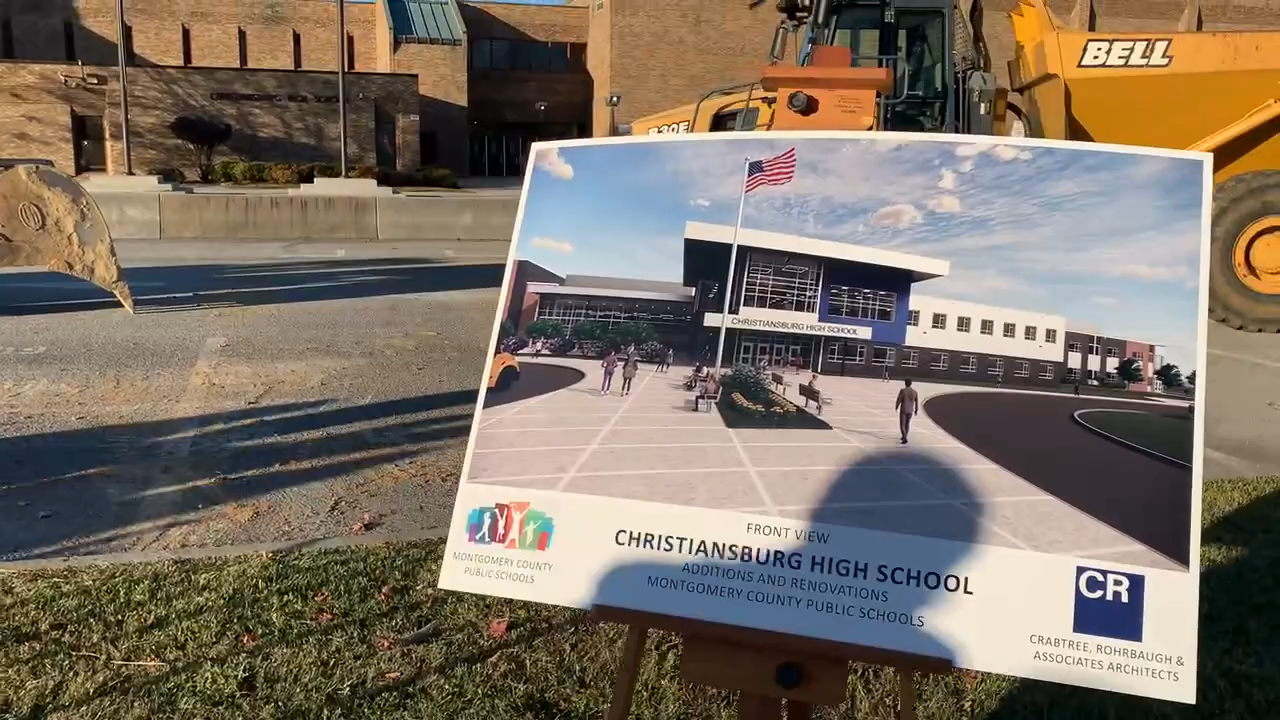 BELL
B30E
CHRISTIANSBURG HIGH SCHOOL
FRONT VIEW
CHRISTIANSBURG HIGH SCHOOL
ADDITIONS AND RENOVATIONS
MONTGOMERY COUNTY PUBLIC SCHOOLS
MONTGOMERY COUNTY
PUBLIC SCHOOLS
CR
CRABTREE, ROHRBAUGH &
ASSOCIATES ARCHITECTS